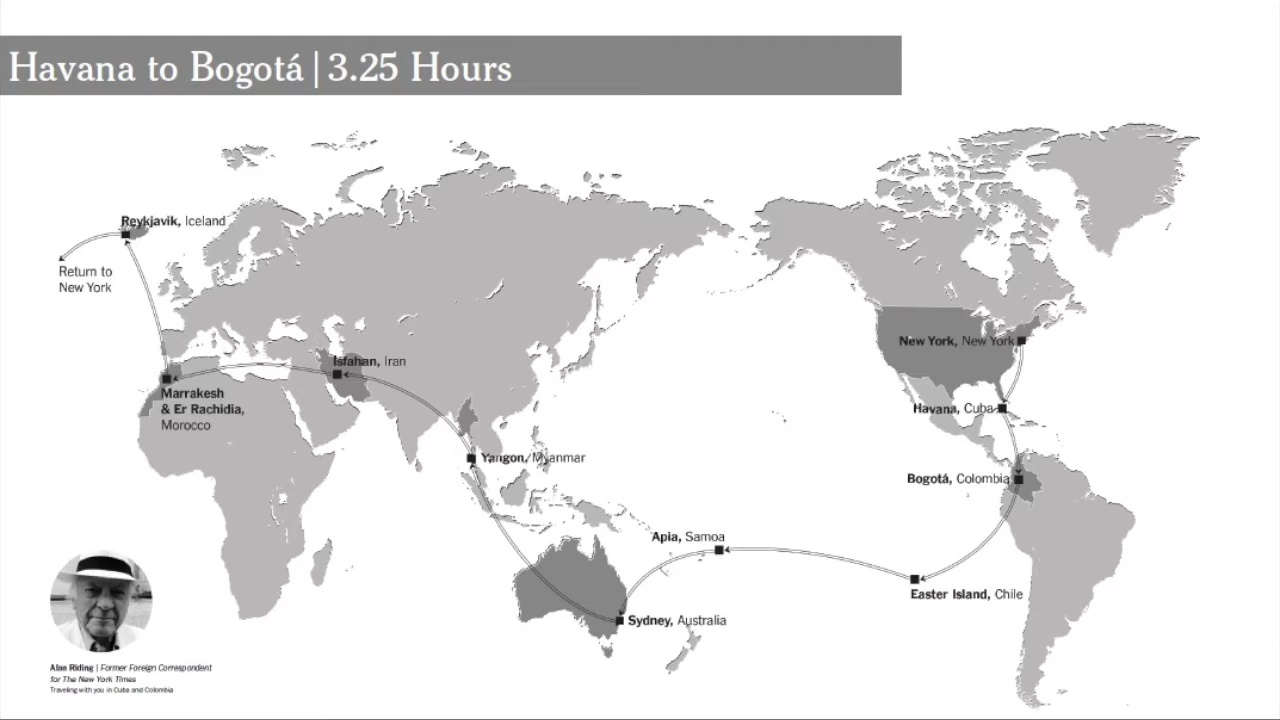 Havana to Bogotá | 3.25 Hours
Reykjavik, Iceland
Return to
New York
New York, New York
Isfahan, Iran
Marrakesh
& Er Rachidia,
Morocco
Havana, Cuba
Yangon, Myanmar
Bogotá, Colombia
Apia, Samoa
Easter Island, Chile
Sydney, Australia
Alan Riding | Former Foreign Correspondent
for The New York Times
Traveling with you in Cuba and Colombia